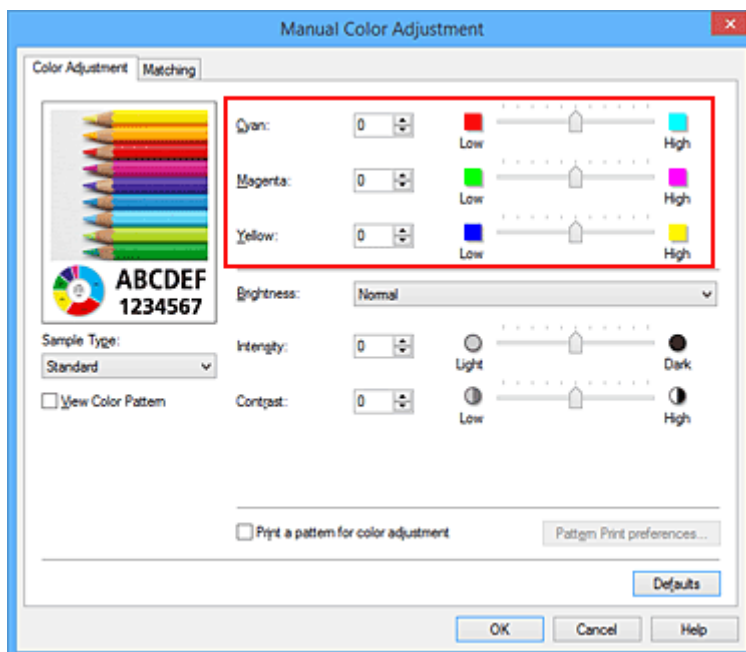 Manual Color Adjustment
Color Adjustment Matching
Cyan: 0 Low High
Magenta: 0 Low High
Yellow: 0 Low High
ABCDEF
1234567
Brightness: Normal
Sample Type:
Standard
Intensity: 0 Light Dark
View Color Pattern
Contrast: 0 Low High
Print a pattern for color adjustment Pattern Print preferences...
Defaults
OK Cancel Help